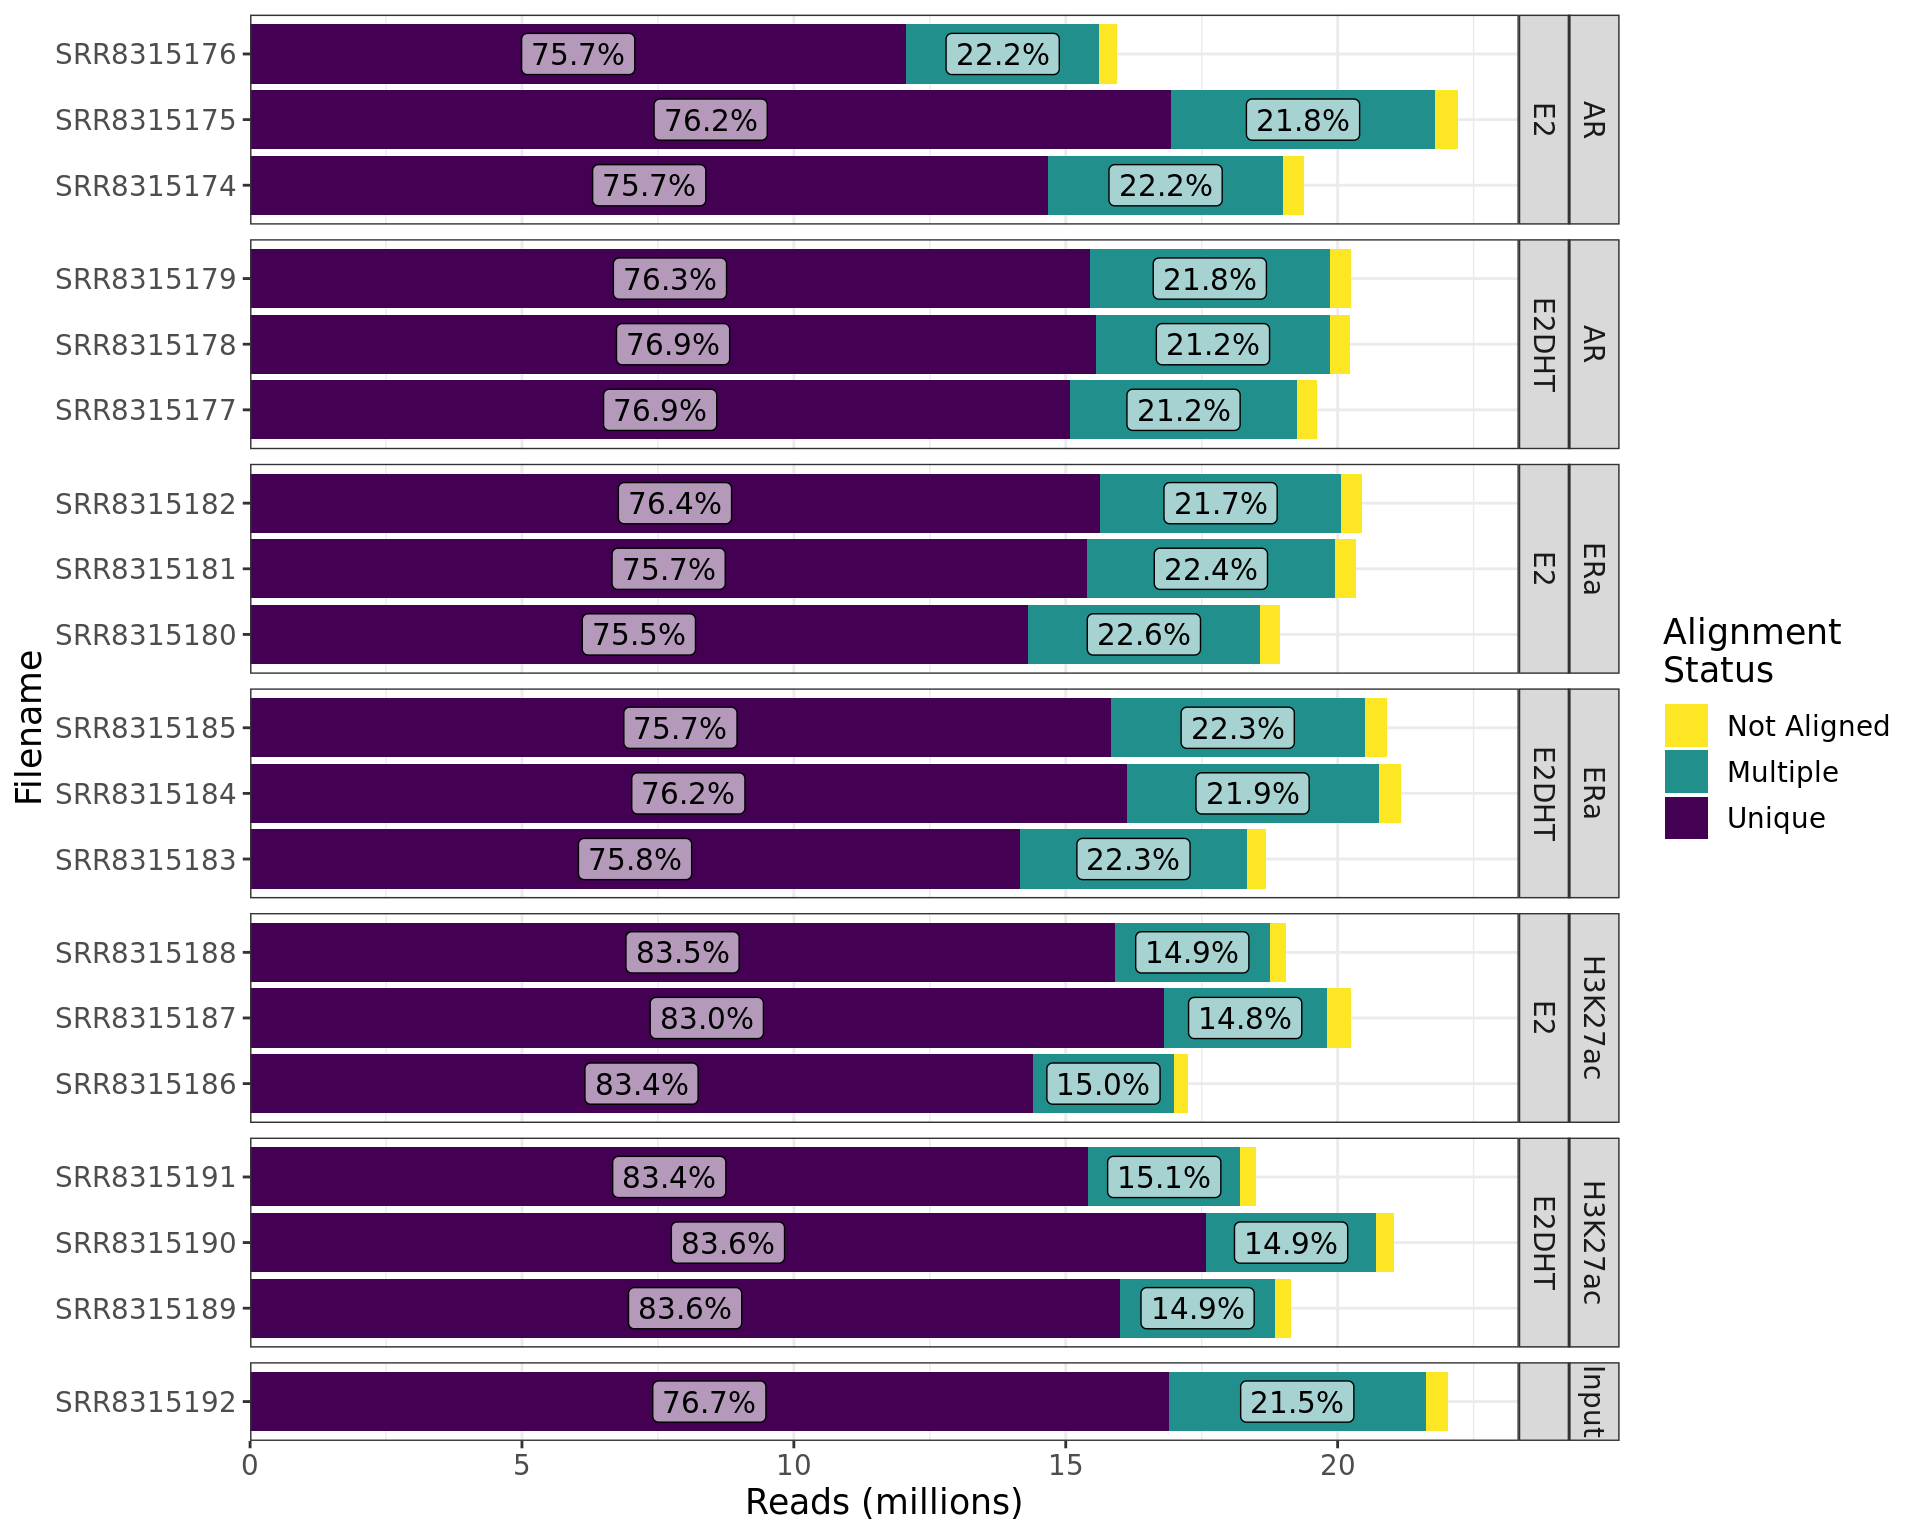 SRR8315176 75.7% 22.2%
SRR8315175 76.2% 21.8%
SRR8315174 75.7% 22.2%
E2
AR
SRR8315179 76.3% 21.8%
SRR8315178 76.9% 21.2%
SRR8315177 76.9% 21.2%
E2DHT
AR
SRR8315182 76.4% 21.7%
SRR8315181 75.7% 22.4%
SRR8315180 75.5% 22.6%
E2
ERa
SRR8315185 75.7% 22.3%
SRR8315184 76.2% 21.9%
SRR8315183 75.8% 22.3%
E2DHT
ERa
SRR8315188 83.5% 14.9%
SRR8315187 83.0% 14.8%
SRR8315186 83.4% 15.0%
E2
H3K27ac
SRR8315191 83.4% 15.1%
SRR8315190 83.6% 14.9%
SRR8315189 83.6% 14.9%
E2DHT
H3K27ac
SRR8315192 76.7% 21.5%
Input
0 5 10 15 20
Reads (millions)
Filename
Alignment
Status
Not Aligned
Multiple
Unique